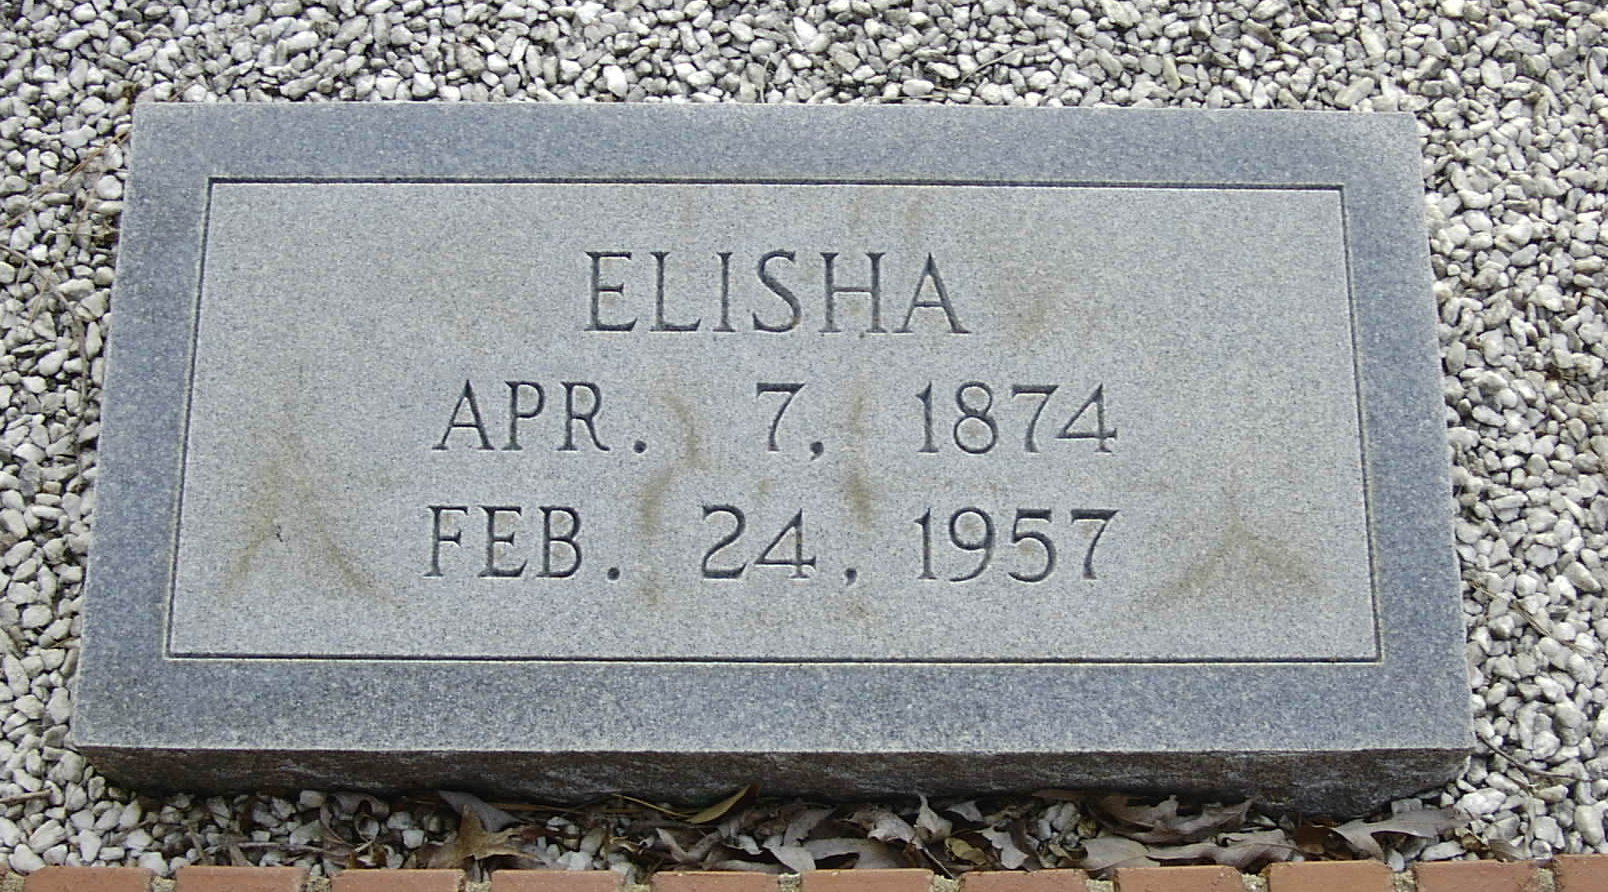 ELISHA
APR. 7, 1874
FEB. 24, 1957